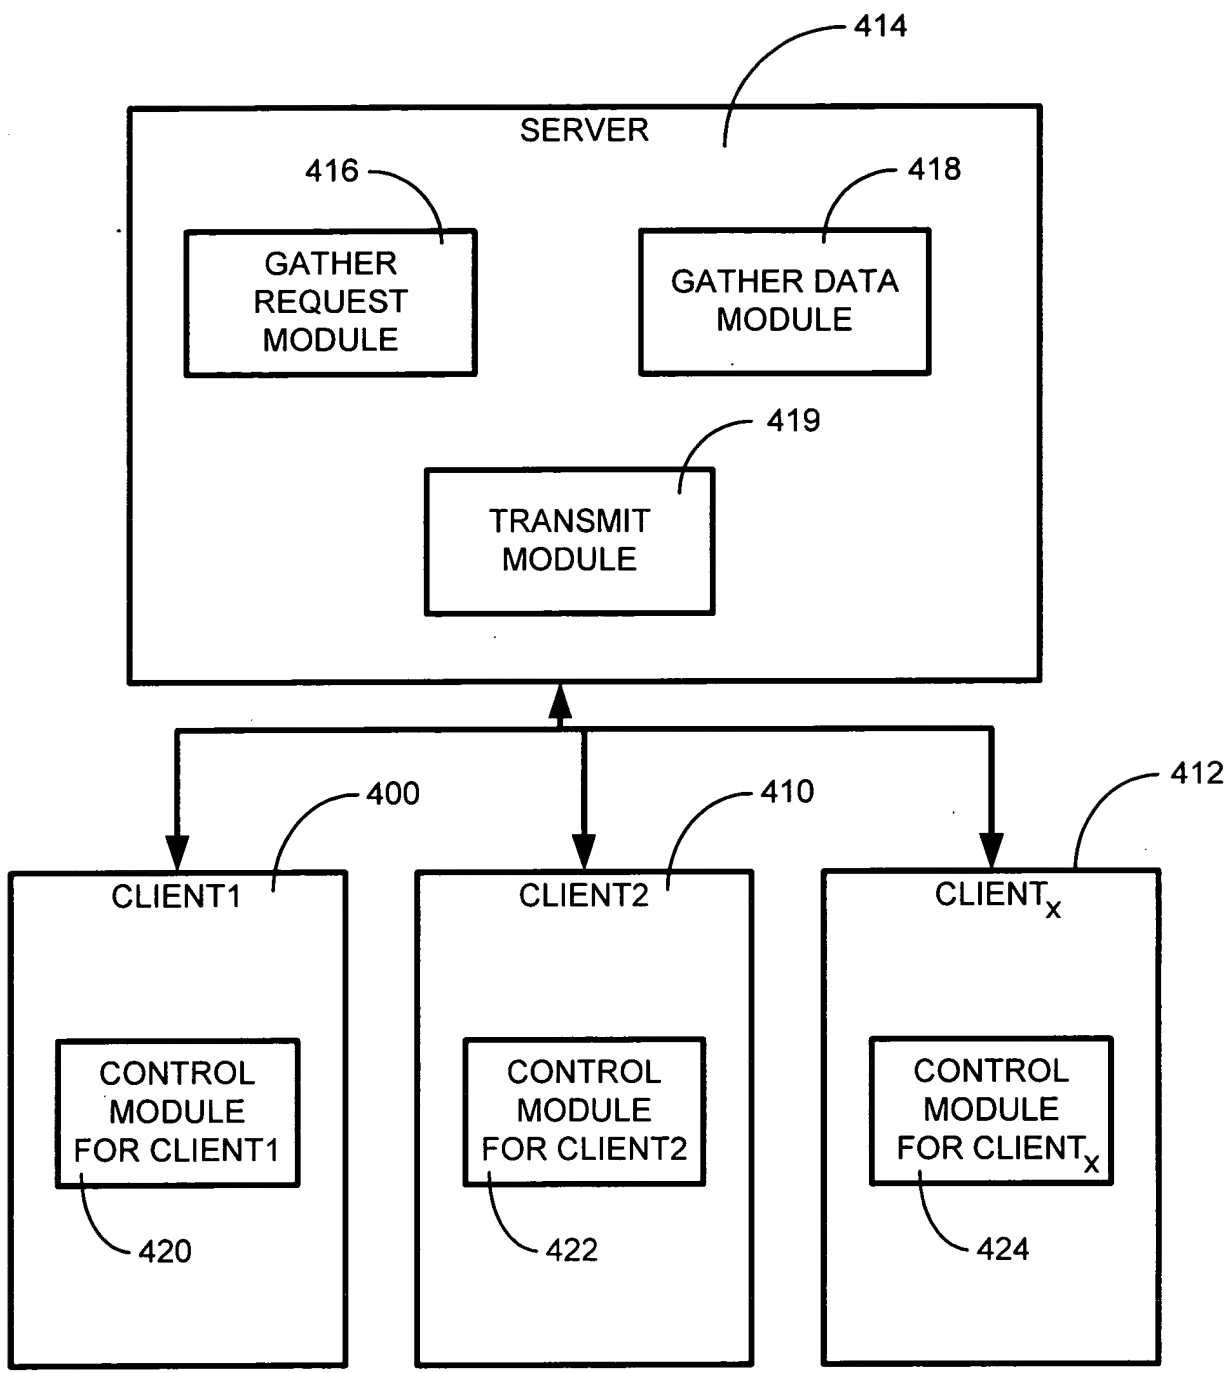 414
SERVER
416
418
GATHER
REQUEST
MODULE
GATHER DATA
MODULE
419
TRANSMIT
MODULE
400
410
412
CLIENT1
CLIENT2
CLIENTX
CONTROL
MODULE
FOR CLIENT1
CONTROL
MODULE
FOR CLIENT2
CONTROL
MODULE
FOR CLIENTX
420
422
424